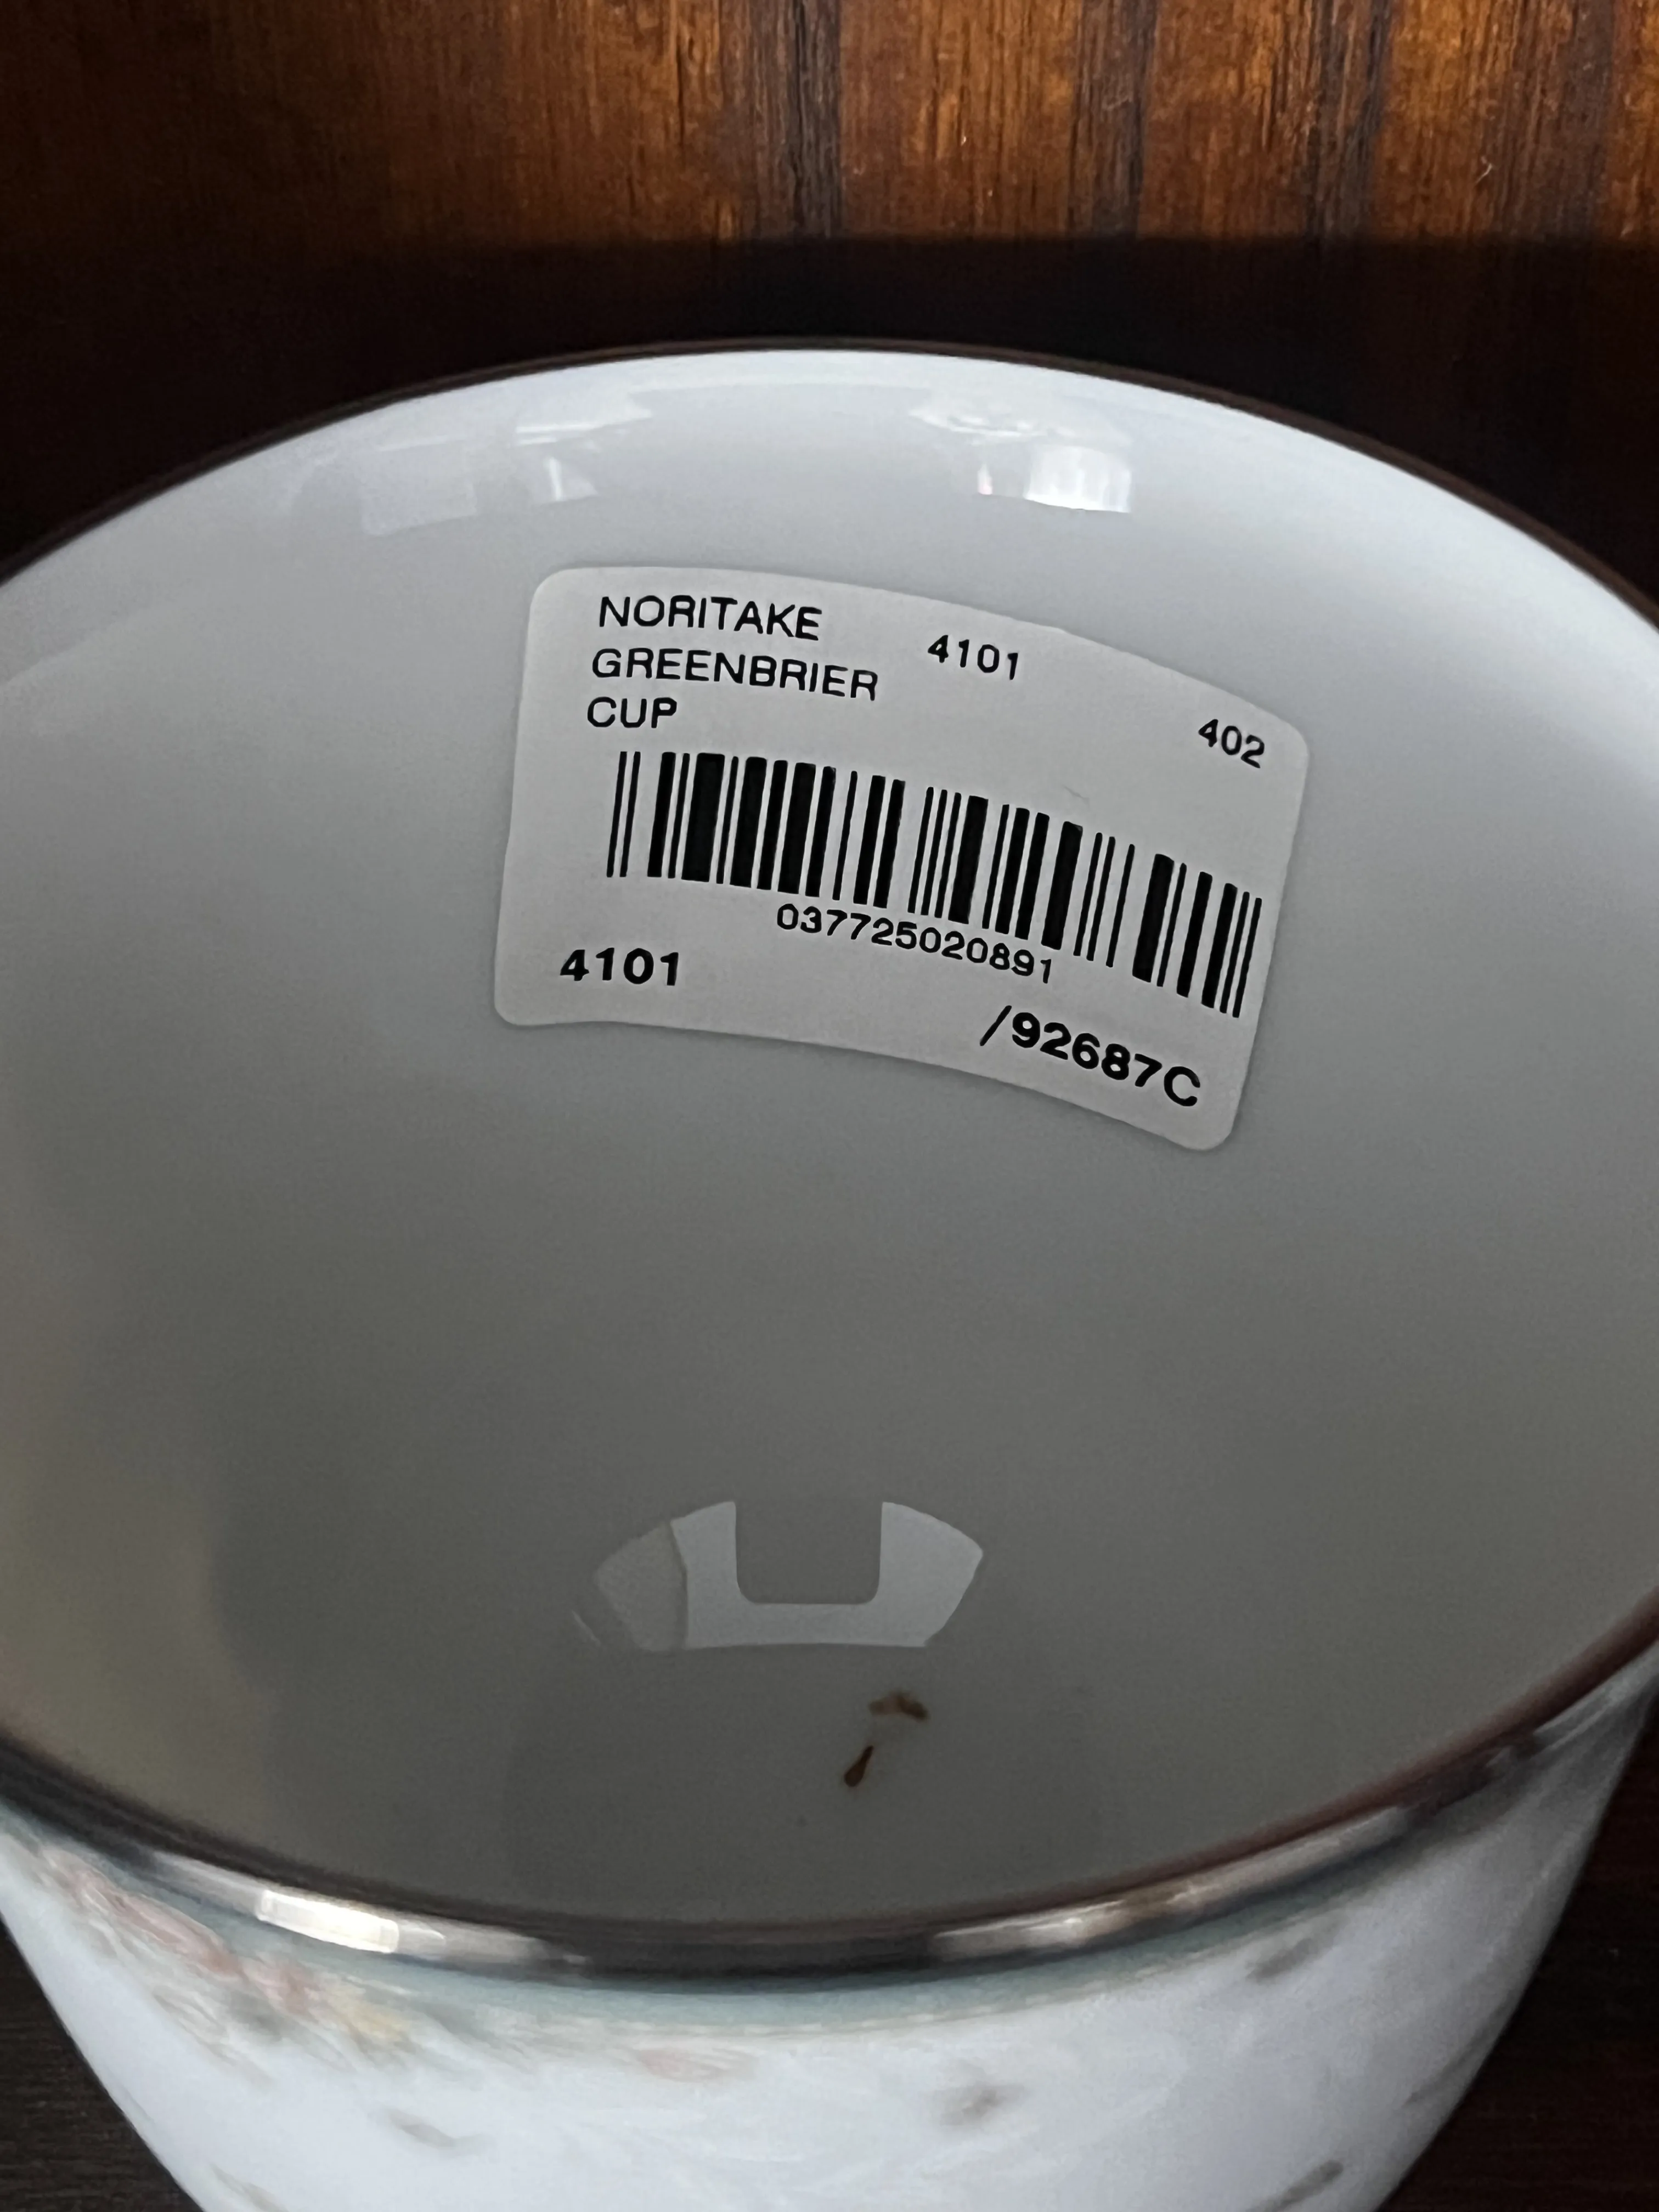 NORITAKE 4101
GREENBRIER 402
CUP
037725020891
4101 /92687C